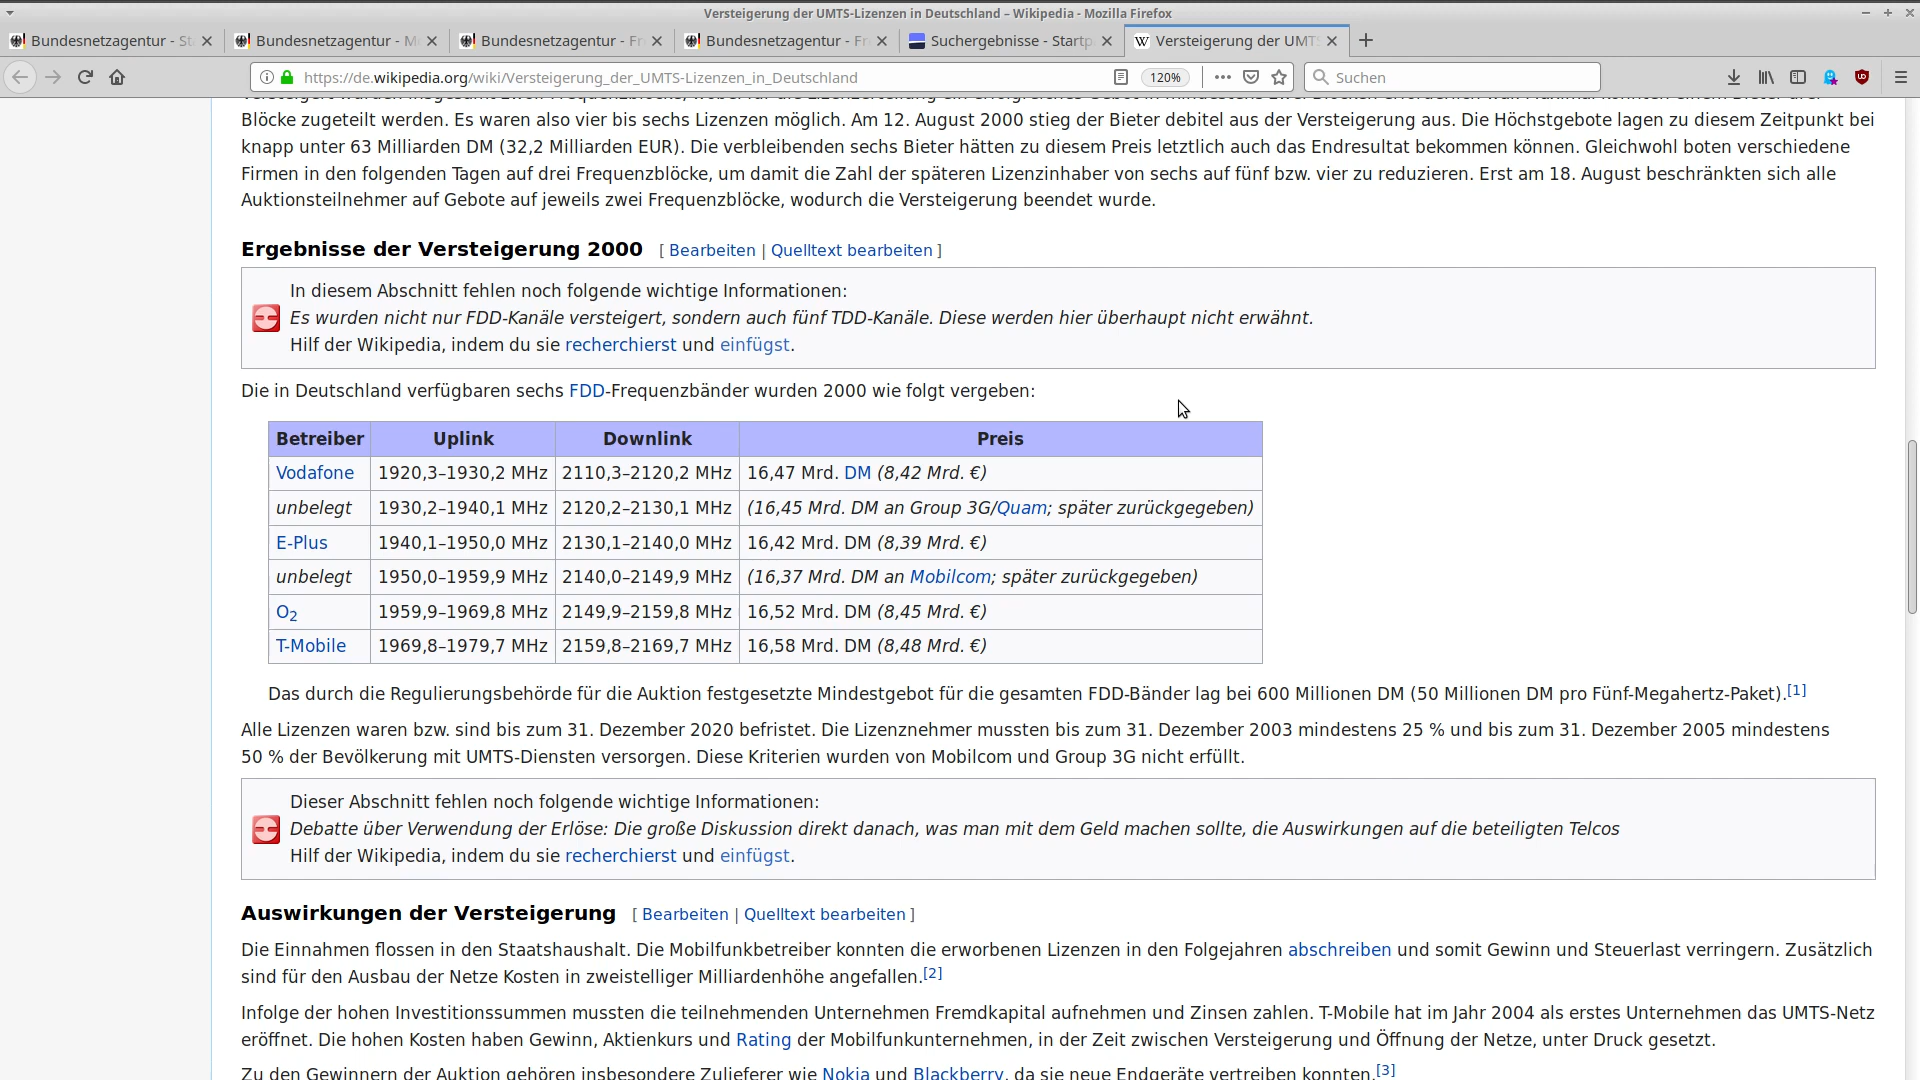 Versteigerung der UMTS-Lizenzen in Deutschland – Wikipedia - Mozilla Firefox
Bundesnetzagentur - St
Bundesnetzagentur - M
Bundesnetzagentur - Fr
Bundesnetzagentur - Fr
Suchergebnisse - Startp
W Versteigerung der UMT
https://de.wikipedia.org/wiki/Versteigerung_der_UMTS-Lizenzen_in_Deutschland
120%
Suchen
Blöcke zugeteilt werden. Es waren also vier bis sechs Lizenzen möglich. Am 12. August 2000 stieg der Bieter debitel aus der Versteigerung aus. Die Höchstgebote lagen zu diesem Zeitpunkt bei
knapp unter 63 Milliarden DM (32,2 Milliarden EUR). Die verbleibenden sechs Bieter hätten zu diesem Preis letztlich auch das Endresultat bekommen können. Gleichwohl boten verschiedene
Firmen in den folgenden Tagen auf drei Frequenzblöcke, um damit die Zahl der späteren Lizenzinhaber von sechs auf fünf bzw. vier zu reduzieren. Erst am 18. August beschränkten sich alle
Auktionsteilnehmer auf Gebote auf jeweils zwei Frequenzblöcke, wodurch die Versteigerung beendet wurde.
Ergebnisse der Versteigerung 2000 [ Bearbeiten | Quelltext bearbeiten ]
In diesem Abschnitt fehlen noch folgende wichtige Informationen:
Es wurden nicht nur FDD-Kanäle versteigert, sondern auch fünf TDD-Kanäle. Diese werden hier überhaupt nicht erwähnt.
Hilf der Wikipedia, indem du sie recherchierst und einfügst.
Die in Deutschland verfügbaren sechs FDD-Frequenzbänder wurden 2000 wie folgt vergeben:
Betreiber Uplink Downlink Preis
Vodafone 1920,3–1930,2 MHz 2110,3–2120,2 MHz 16,47 Mrd. DM (8,42 Mrd. €)
unbelegt 1930,2–1940,1 MHz 2120,2–2130,1 MHz (16,45 Mrd. DM an Group 3G/Quam; später zurückgegeben)
E-Plus 1940,1–1950,0 MHz 2130,1–2140,0 MHz 16,42 Mrd. DM (8,39 Mrd. €)
unbelegt 1950,0–1959,9 MHz 2140,0–2149,9 MHz (16,37 Mrd. DM an Mobilcom; später zurückgegeben)
O2 1959,9–1969,8 MHz 2149,9–2159,8 MHz 16,52 Mrd. DM (8,45 Mrd. €)
T-Mobile 1969,8–1979,7 MHz 2159,8–2169,7 MHz 16,58 Mrd. DM (8,48 Mrd. €)
Das durch die Regulierungsbehörde für die Auktion festgesetzte Mindestgebot für die gesamten FDD-Bänder lag bei 600 Millionen DM (50 Millionen DM pro Fünf-Megahertz-Paket).[1]
Alle Lizenzen waren bzw. sind bis zum 31. Dezember 2020 befristet. Die Lizenznehmer mussten bis zum 31. Dezember 2003 mindestens 25 % und bis zum 31. Dezember 2005 mindestens
50 % der Bevölkerung mit UMTS-Diensten versorgen. Diese Kriterien wurden von Mobilcom und Group 3G nicht erfüllt.
Dieser Abschnitt fehlen noch folgende wichtige Informationen:
Debatte über Verwendung der Erlöse: Die große Diskussion direkt danach, was man mit dem Geld machen sollte, die Auswirkungen auf die beteiligten Telcos
Hilf der Wikipedia, indem du sie recherchierst und einfügst.
Auswirkungen der Versteigerung [ Bearbeiten | Quelltext bearbeiten ]
Die Einnahmen flossen in den Staatshaushalt. Die Mobilfunkbetreiber konnten die erworbenen Lizenzen in den Folgejahren abschreiben und somit Gewinn und Steuerlast verringern. Zusätzlich
sind für den Ausbau der Netze Kosten in zweistelliger Milliardenhöhe angefallen.[2]
Infolge der hohen Investitionssummen mussten die teilnehmenden Unternehmen Fremdkapital aufnehmen und Zinsen zahlen. T-Mobile hat im Jahr 2004 als erstes Unternehmen das UMTS-Netz
eröffnet. Die hohen Kosten haben Gewinn, Aktienkurs und Rating der Mobilfunkunternehmen, in der Zeit zwischen Versteigerung und Öffnung der Netze, unter Druck gesetzt.
Zu den Gewinnern der Auktion gehören insbesondere Zulieferer wie Nokia und Blackberry, da sie neue Endgeräte vertreiben konnten.[3]